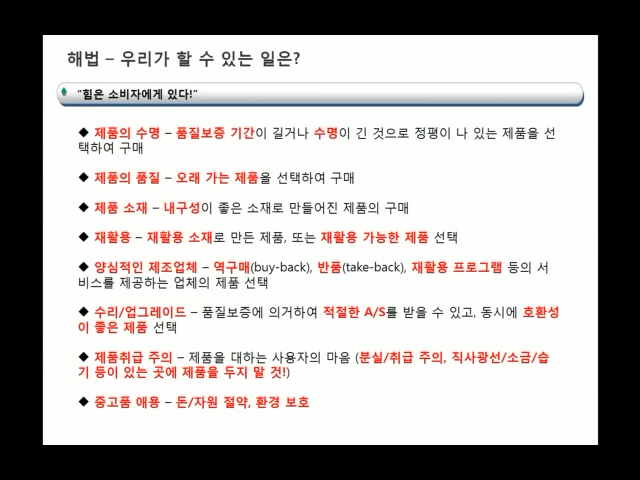 해법 – 우리가 할 수 있는 일은?
“힘은 소비자에게 있다!”
◆ 제품의 수명 – 품질보증 기간이 길거나 수명이 긴 것으로 정평이 나 있는 제품을 선
택하여 구매
◆ 제품의 품질 – 오래 가는 제품을 선택하여 구매
◆ 제품 소재 – 내구성이 좋은 소재로 만들어진 제품의 구매
◆ 재활용 – 재활용 소재로 만든 제품, 또는 재활용 가능한 제품 선택
◆ 양심적인 제조업체 – 역구매(buy-back), 반품(take-back), 재활용 프로그램 등의 서
비스를 제공하는 업체의 제품 선택
◆ 수리/업그레이드 – 품질보증에 의거하여 적절한 A/S를 받을 수 있고, 동시에 호환성
이 좋은 제품 선택
◆ 제품취급 주의 – 제품을 대하는 사용자의 마음 (분실/취급 주의, 직사광선/소금/습
기 등이 있는 곳에 제품을 두지 말 것!)
◆ 중고품 애용 – 돈/자원 절약, 환경 보호